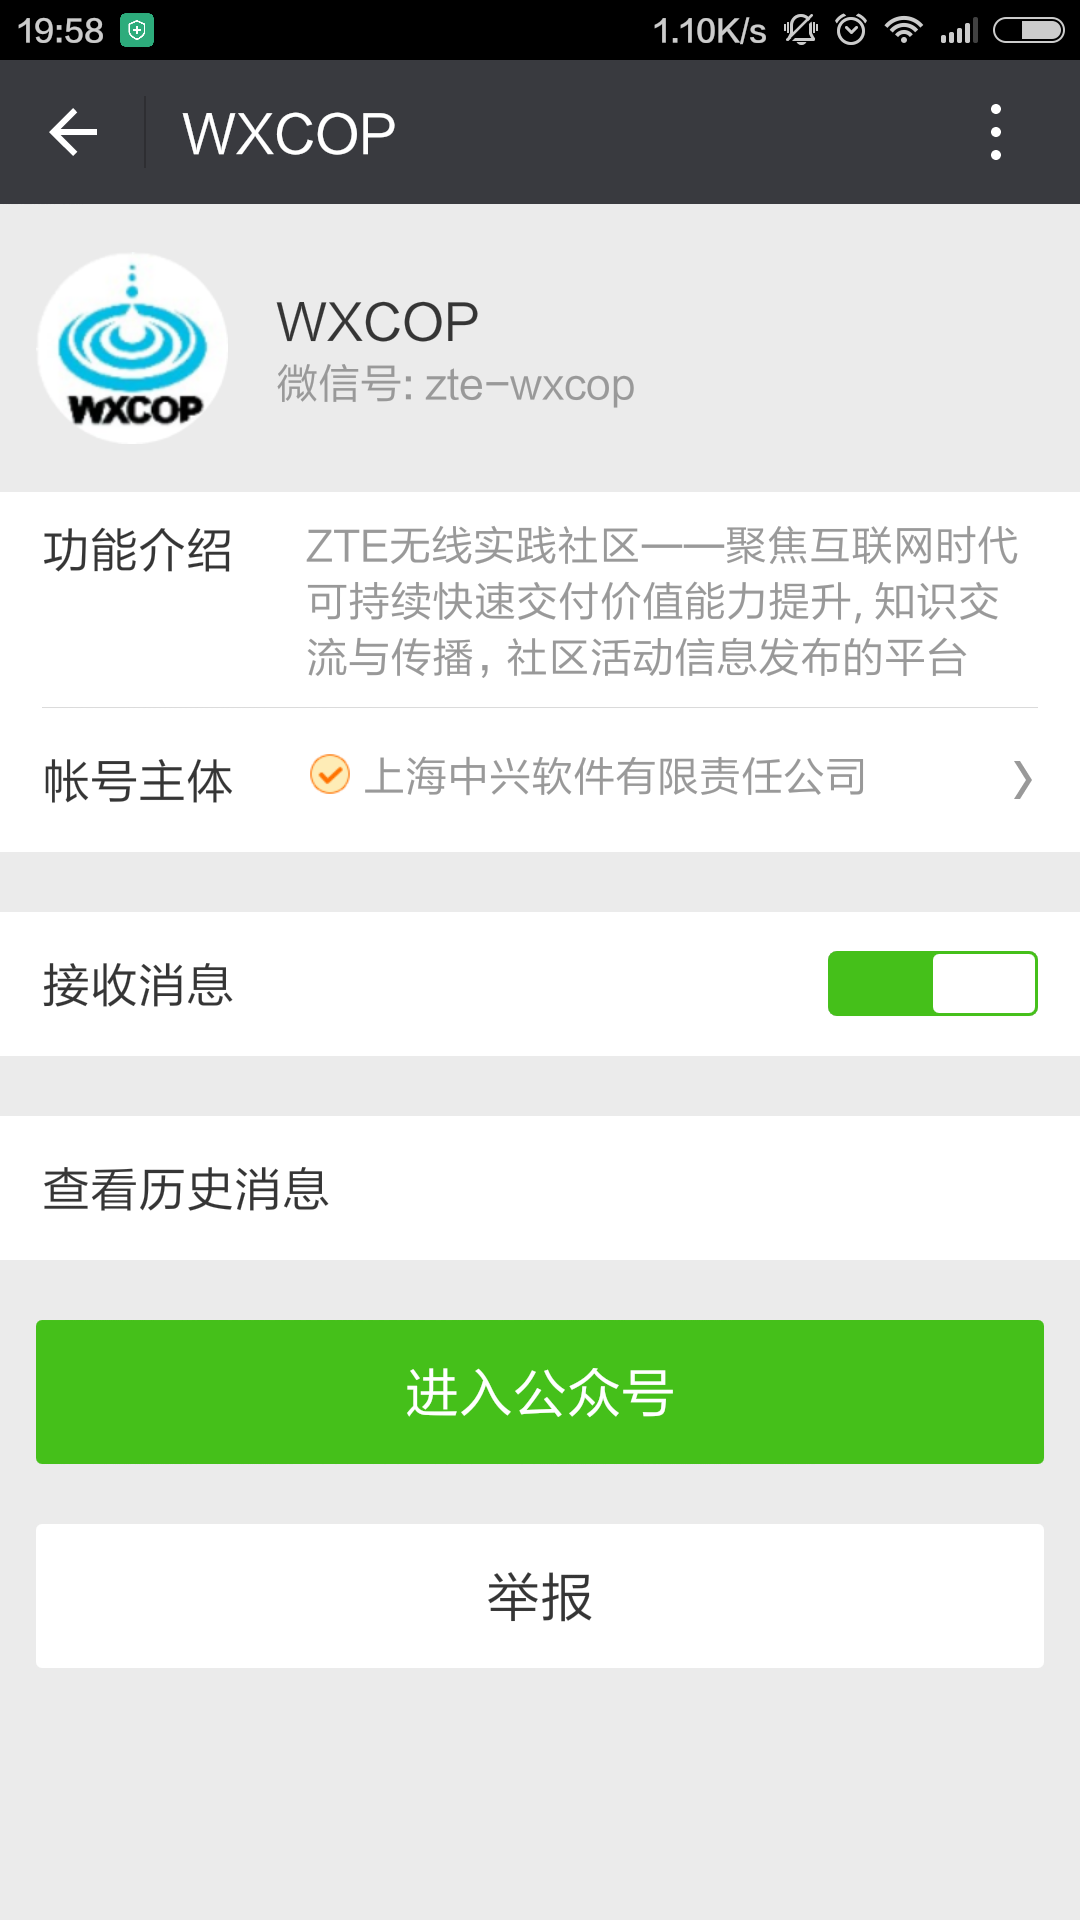 19:58
1.10K/s
WXCOP
WXCOP
WXCOP
微信号: zte-wxcop
功能介绍
ZTE无线实践社区——聚焦互联网时代
可持续快速交付价值能力提升, 知识交
流与传播，社区活动信息发布的平台
帐号主体
上海中兴软件有限责任公司
接收消息
查看历史消息
进入公众号
举报